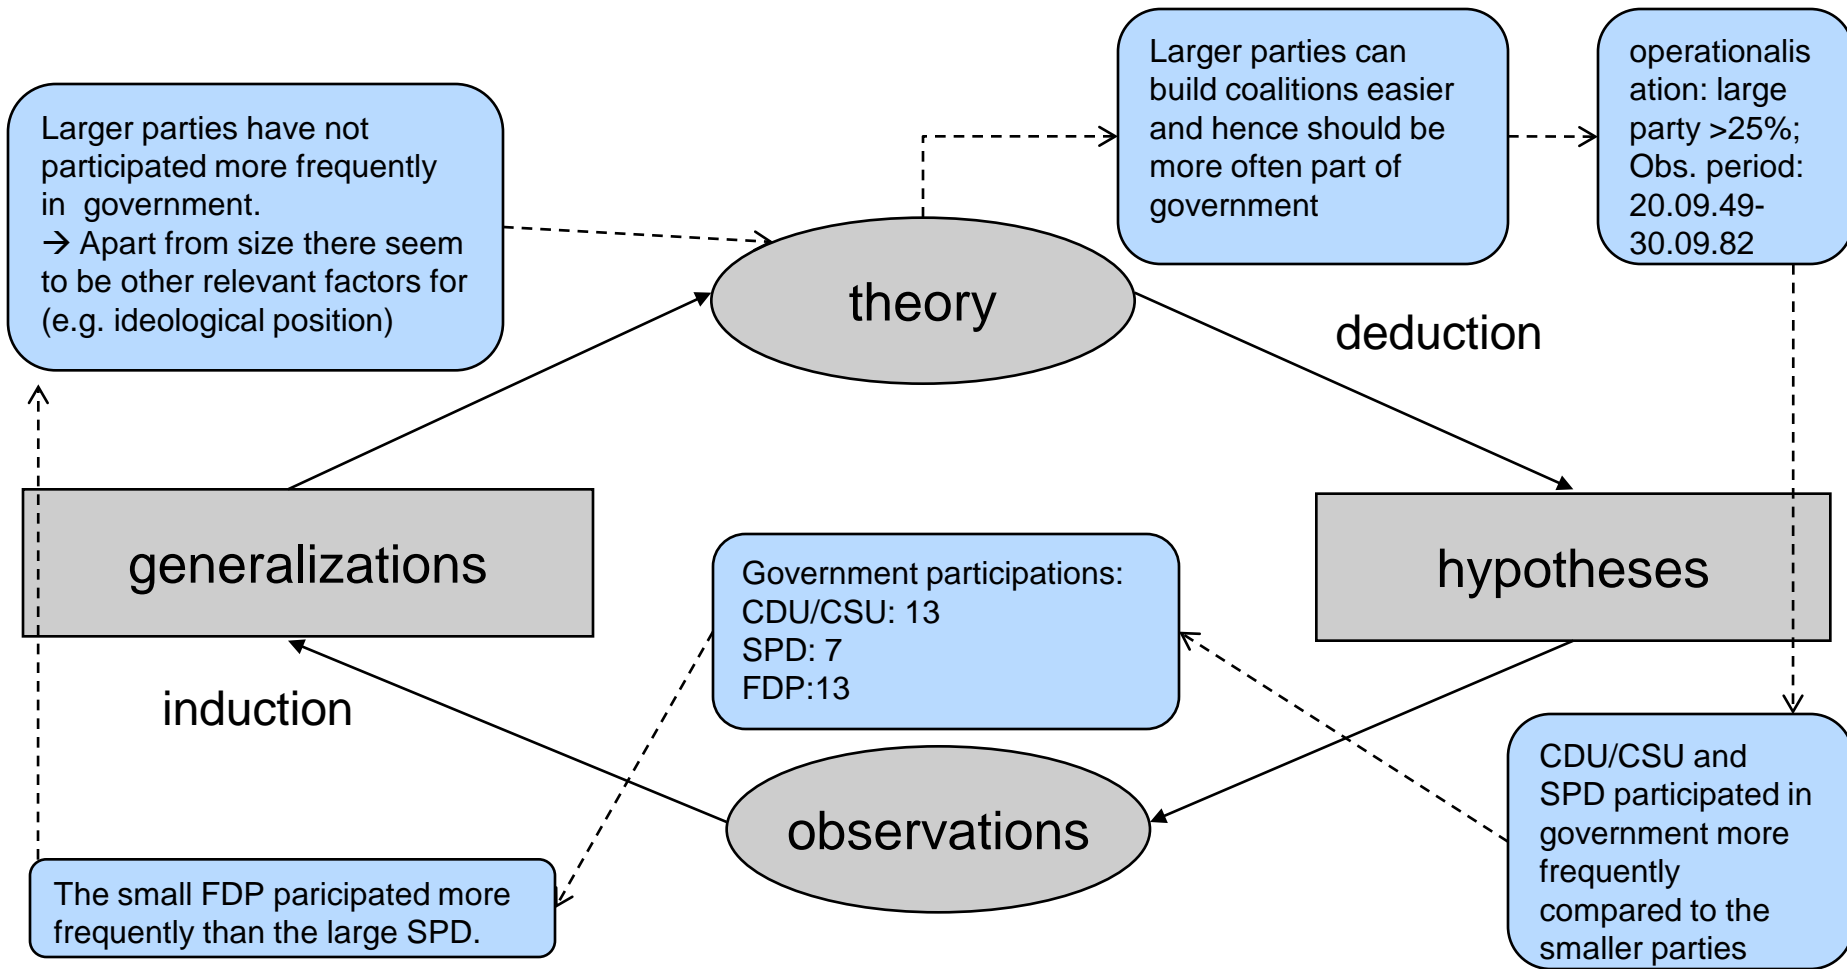 Larger parties have not
participated more frequently
in government.
→ Apart from size there seem
to be other relevant factors for
(e.g. ideological position)
Larger parties can
build coalitions easier
and hence should be
more often part of
government
operationalis
ation: large
party >25%;
Obs. period:
20.09.49-
30.09.82
theory
deduction
generalizations
hypotheses
Government participations:
CDU/CSU: 13
SPD: 7
FDP:13
induction
observations
CDU/CSU and
SPD participated in
government more
frequently
compared to the
smaller parties
The small FDP paricipated more
frequently than the large SPD.